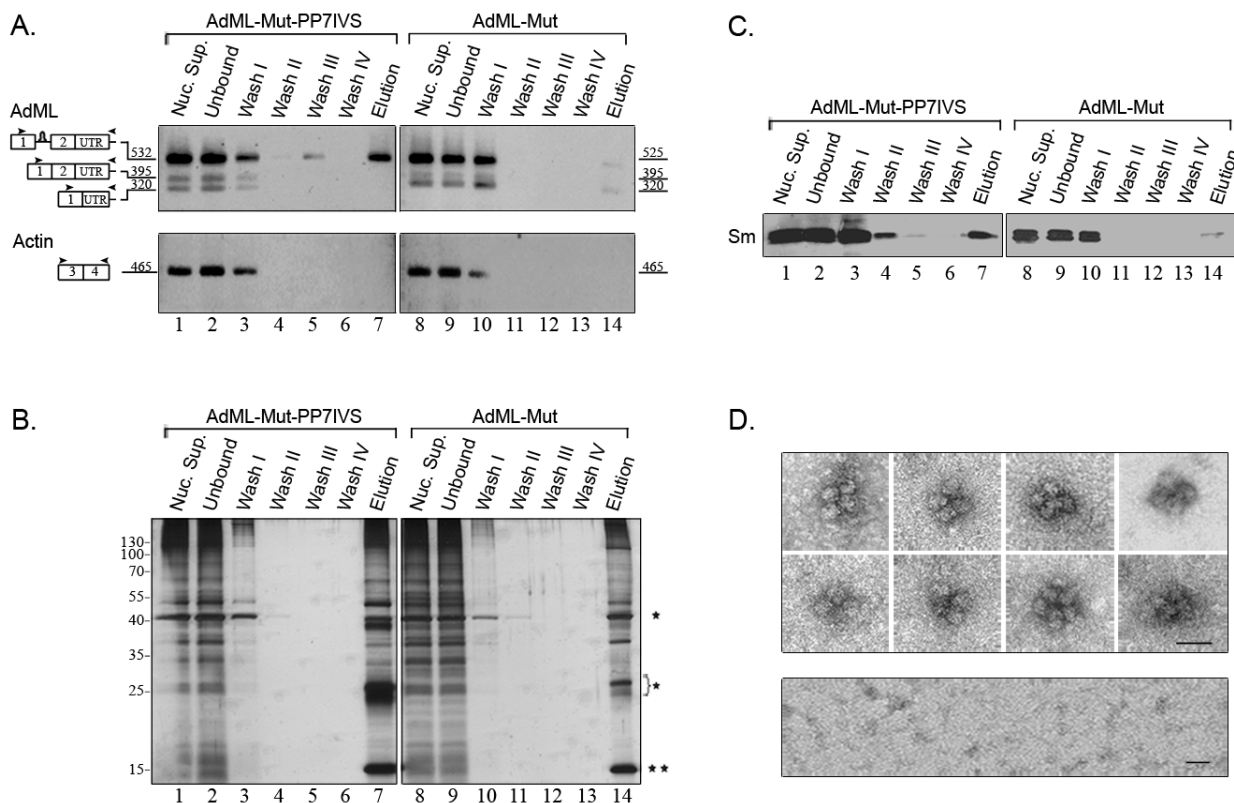 A.
AdML-Mut-PP7IVS AdML-Mut
Nuc. Sup. Unbound Wash I Wash II Wash III Wash IV Elution Nuc. Sup. Unbound Wash I Wash II Wash III Wash IV Elution
AdML
1 2 UTR 532 525
1 2 UTR 395 395
1 UTR 320 320
Actin
3 4 465 465
1 2 3 4 5 6 7 8 9 10 11 12 13 14
B.
AdML-Mut-PP7IVS AdML-Mut
Nuc. Sup. Unbound Wash I Wash II Wash III Wash IV Elution Nuc. Sup. Unbound Wash I Wash II Wash III Wash IV Elution
130
100
70
55
40
35
25
15
1 2 3 4 5 6 7 8 9 10 11 12 13 14
C.
AdML-Mut-PP7IVS AdML-Mut
Nuc. Sup. Unbound Wash I Wash II Wash III Wash IV Elution Nuc. Sup. Unbound Wash I Wash II Wash III Wash IV Elution
Sm
1 2 3 4 5 6 7 8 9 10 11 12 13 14
D.